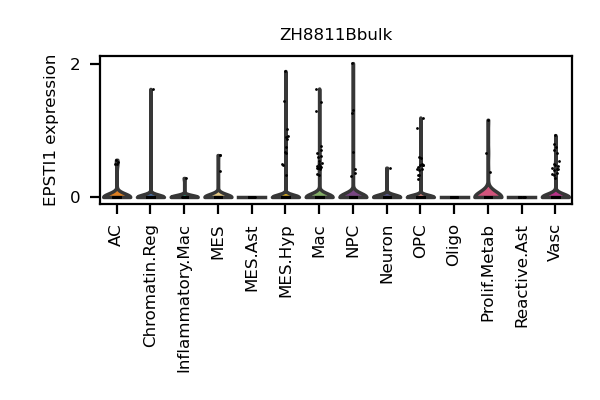 ZH8811Bbulk
EPSTI1 expression
2
0
AC
Chromatin.Reg
Inflammatory.Mac
MES
MES.Ast
MES.Hyp
Mac
NPC
Neuron
OPC
Oligo
Prolif.Metab
Reactive.Ast
Vasc